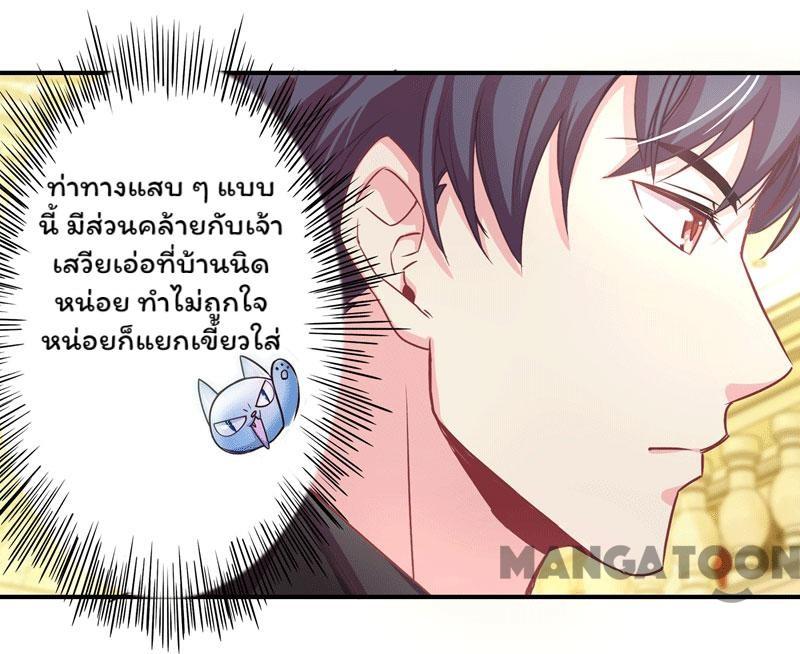 ท่าทางแสบ ๆ แบบ
นี้ มีส่วนคล้ายกับเจ้า
เสวียเอ่อที่บ้านนิด
หน่อย ทำไม่ถูกใจ
หน่อยก็แยกเขี้ยวใส่
MANGATOON